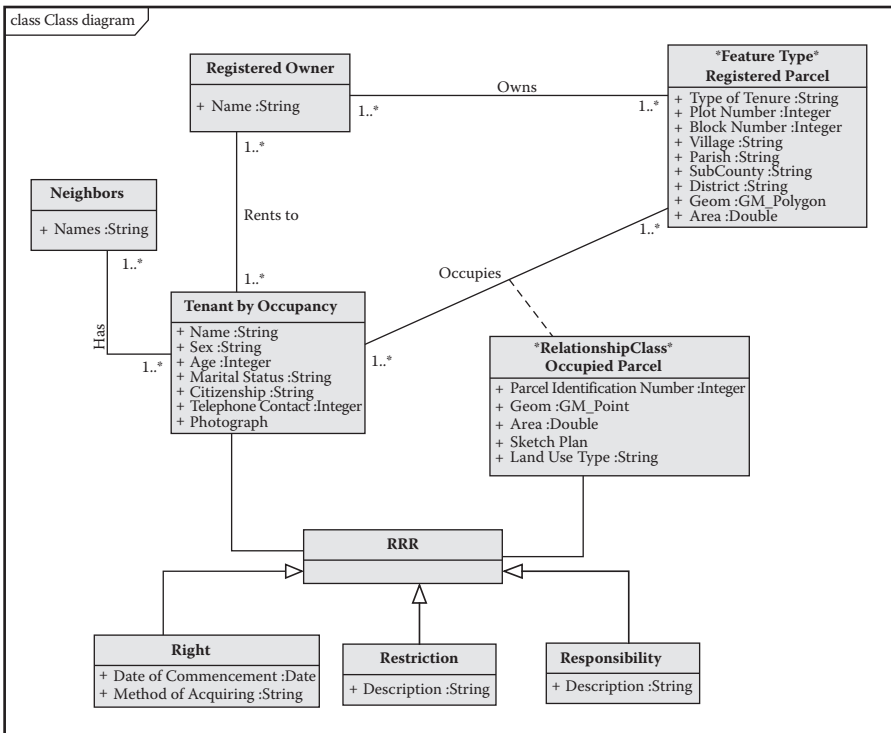 class Class diagram
Registered Owner
+ Name :String
Owns
1..*
1..*
*Feature Type*
Registered Parcel
+ Type of Tenure :String
+ Plot Number :Integer
+ Block Number :Integer
+ Village :String
+ Parish :String
+ SubCounty :String
+ District :String
+ Geom :GM_Polygon
+ Area :Double
1..*
Neighbors
+ Names :String
1..*
Rents to
1..*
1..*
Occupies
Has
1..*
Tenant by Occupancy
+ Name :String
+ Sex :String
+ Age :Integer
+ Marital Status :String
+ Citizenship :String
+ Telephone Contact :Integer
+ Photograph
1..*
*RelationshipClass*
Occupied Parcel
+ Parcel Identification Number :Integer
+ Geom :GM_Point
+ Area :Double
+ Sketch Plan
+ Land Use Type :String
RRR
Right
+ Date of Commencement :Date
+ Method of Acquiring :String
Restriction
+ Description :String
Responsibility
+ Description :String